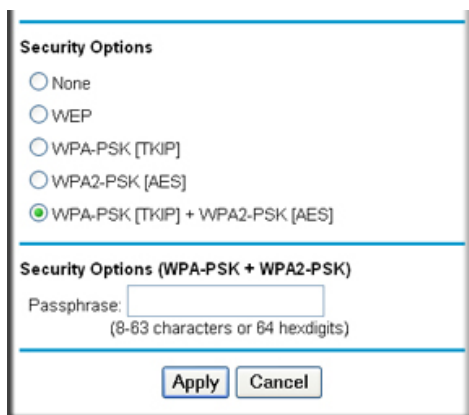 Security Options
None
WEP
WPA-PSK [TKIP]
WPA2-PSK [AES]
WPA-PSK [TKIP] + WPA2-PSK [AES]
Security Options (WPA-PSK + WPA2-PSK)
Passphrase:
(8-63 characters or 64 hexdigits)
Apply Cancel